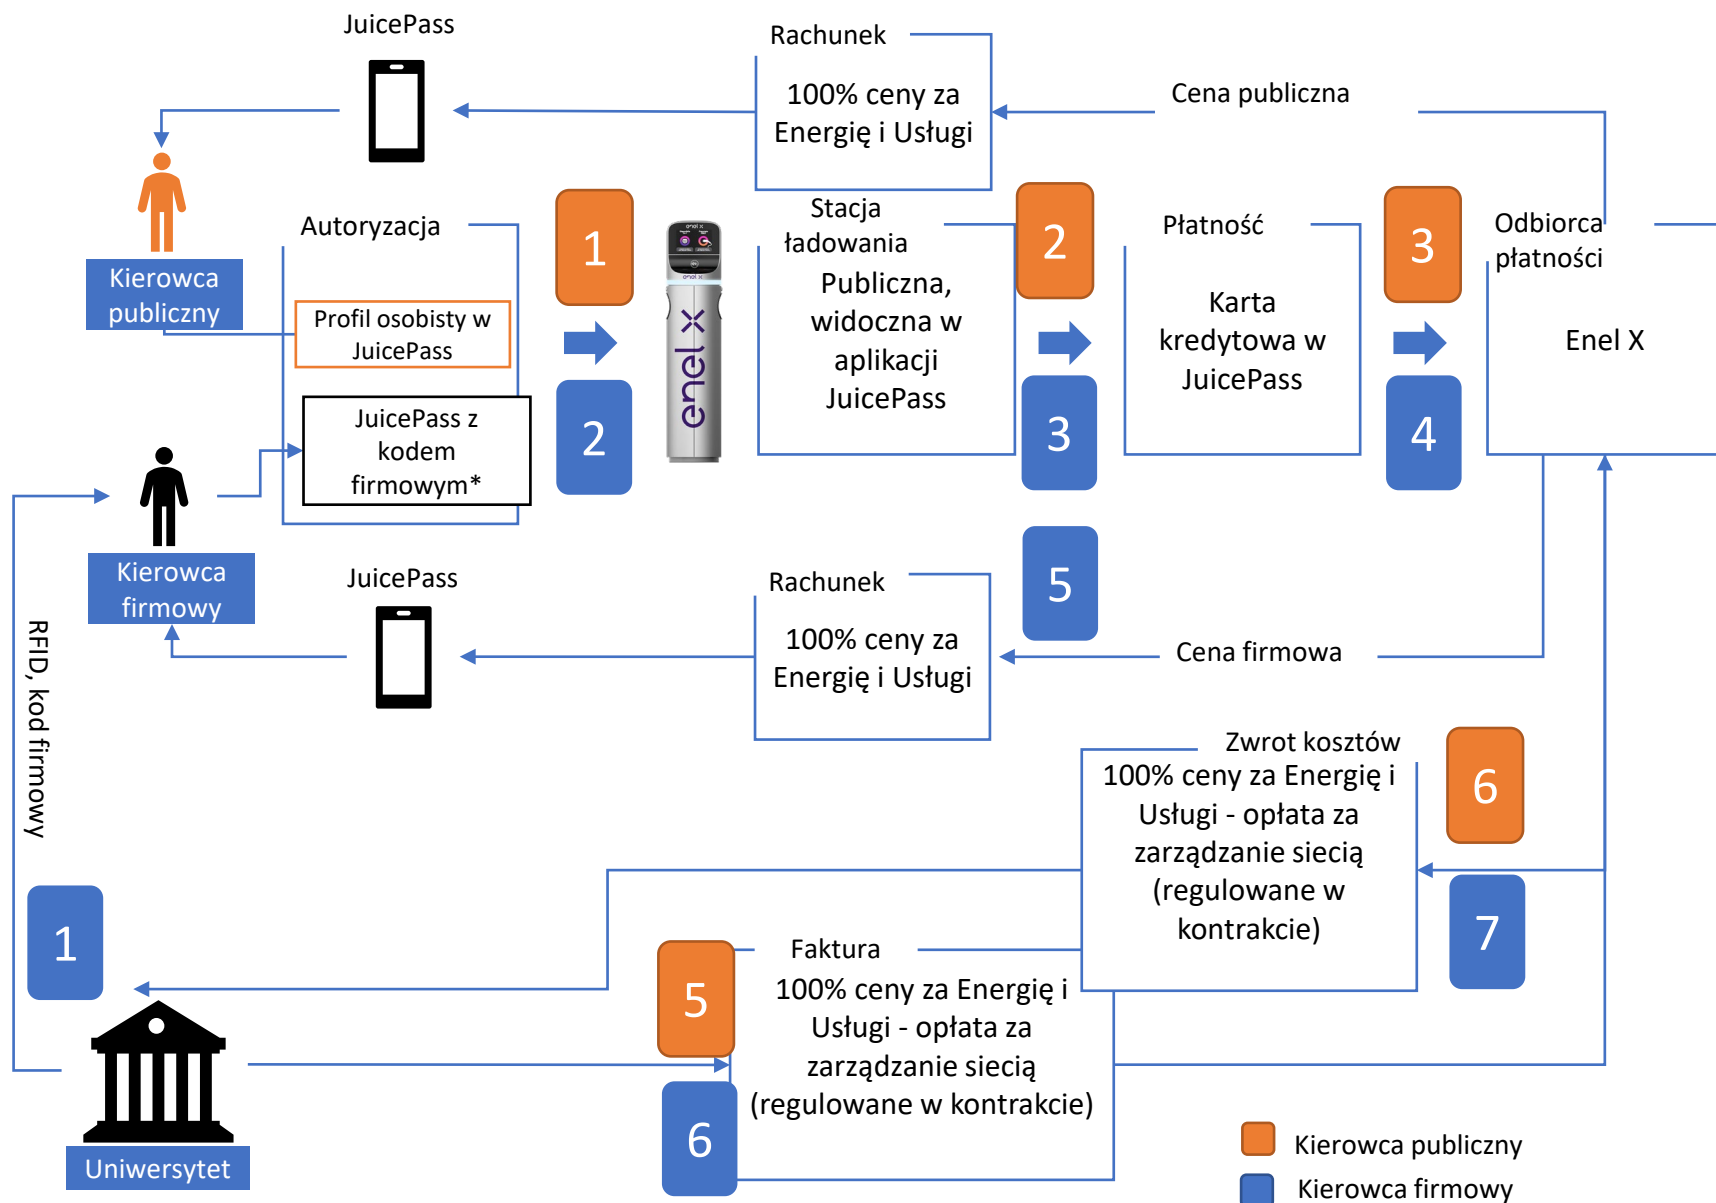 JuicePass
Rachunek
100% ceny za
Energię i Usługi
Cena publiczna
Kierowca
publiczny
Autoryzacja
Profil osobisty w
JuicePass
JuicePass z
kodem
firmowym*
1
2
enel x
enel x
enel x
Stacja
ładowania
Publiczna,
widoczna w
aplikacji
JuicePass
2
3
Płatność
Karta
kredytowa w
JuicePass
3
4
Odbiorca
płatności
Enel X
Kierowca
firmowy
JuicePass
Rachunek
100% ceny za
Energię i Usługi
5
Cena firmowa
RFID, kod firmowy
Zwrot kosztów
100% ceny za Energię i
Usługi - opłata za
zarządzanie siecią
(regulowane w
kontrakcie)
6
7
1
Faktura
100% ceny za Energię i
Usługi - opłata za
zarządzanie siecią
(regulowane w kontrakcie)
5
6
Uniwersytet
Kierowca publiczny
Kierowca firmowy